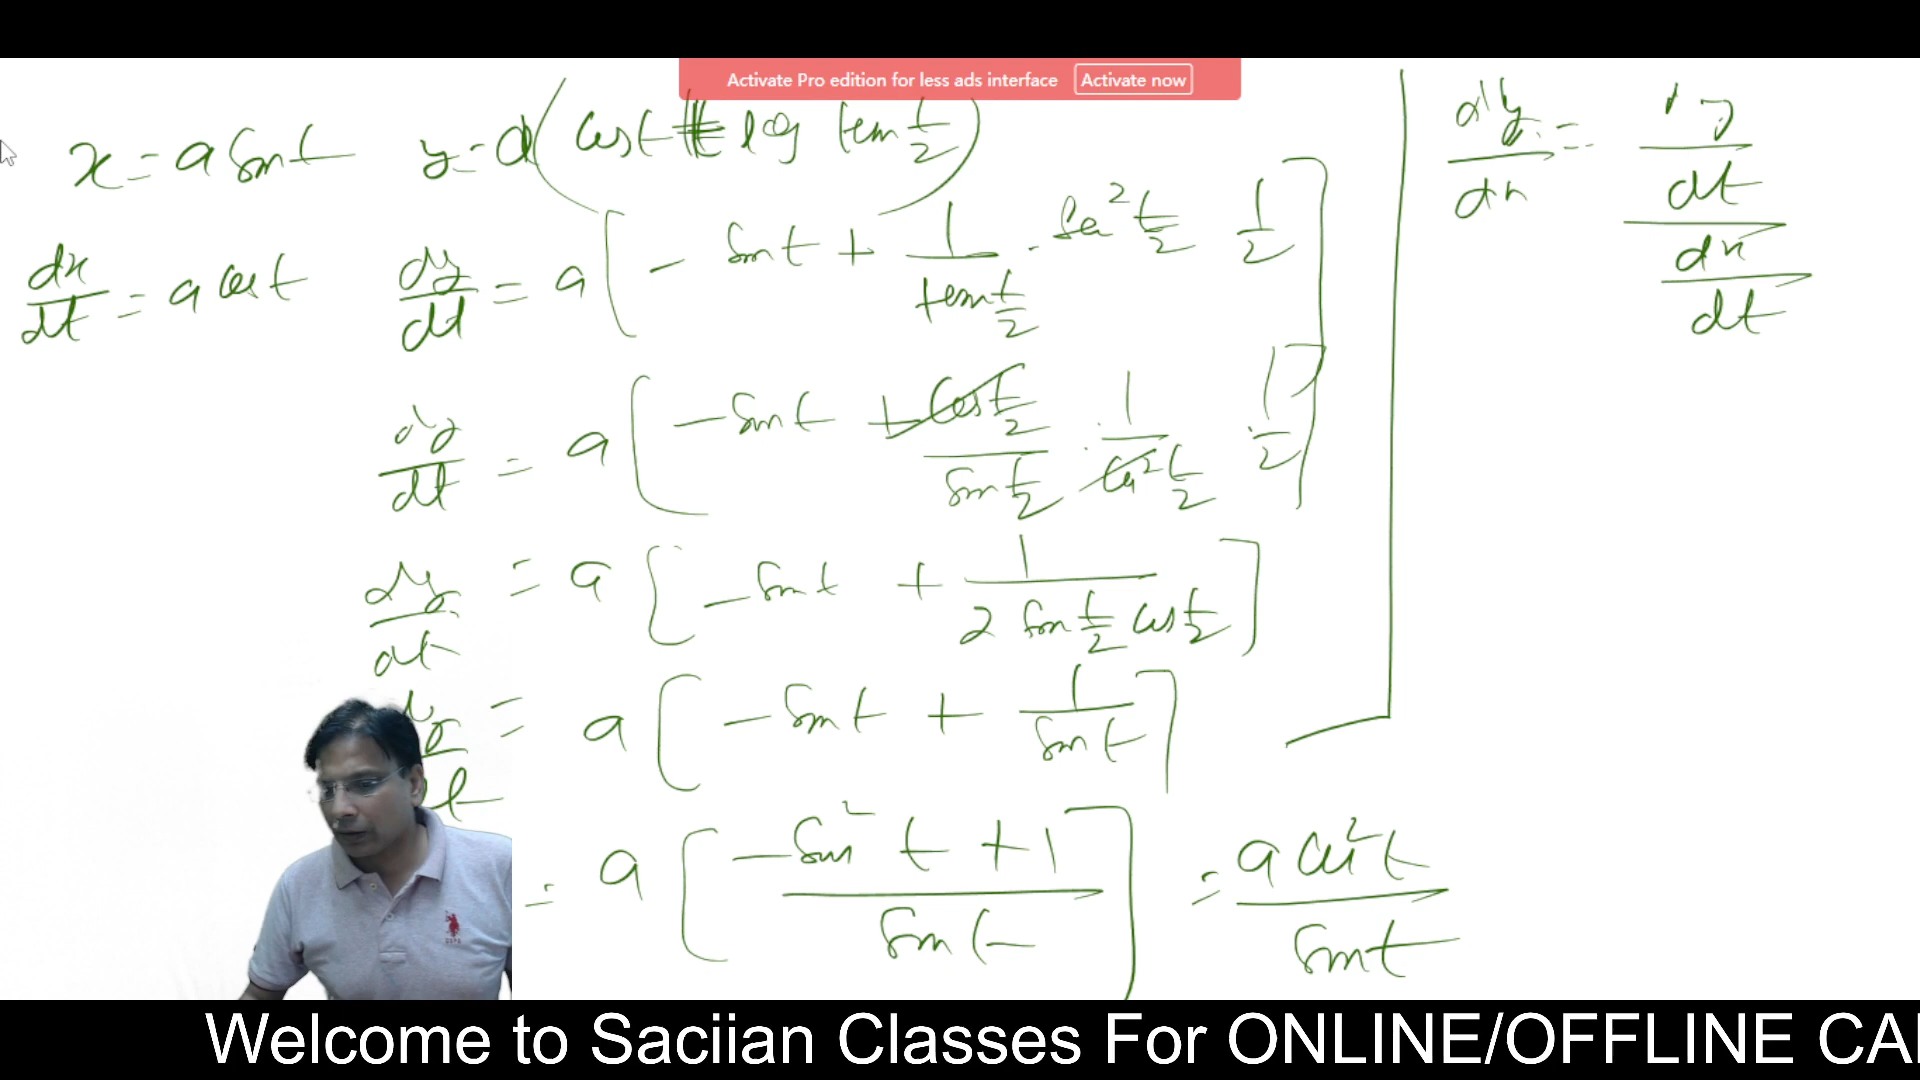 Activate Pro edition for less ads interface Activate now
x = a sin t y = a ( cos t + log tan t/2 )
dy/dx = dy/dt / dx/dt
dx/dt = a cos t dy/dt = a [ - sin t + 1/tan t/2 . sec² t/2 1/2 ]
dy/dt = a [ - sin t + cos t/2 / sin t/2 . 1/cos² t/2 . 1/2 ]
dy/dt = a [ - sin t + 1 / 2 sin t/2 cos t/2 ]
= a [ - sin t + 1/sin t ]
= a [ - sin² t + 1 / sin t ] = a cos² t / sin t
Welcome to Saciian Classes For ONLINE/OFFLINE CA